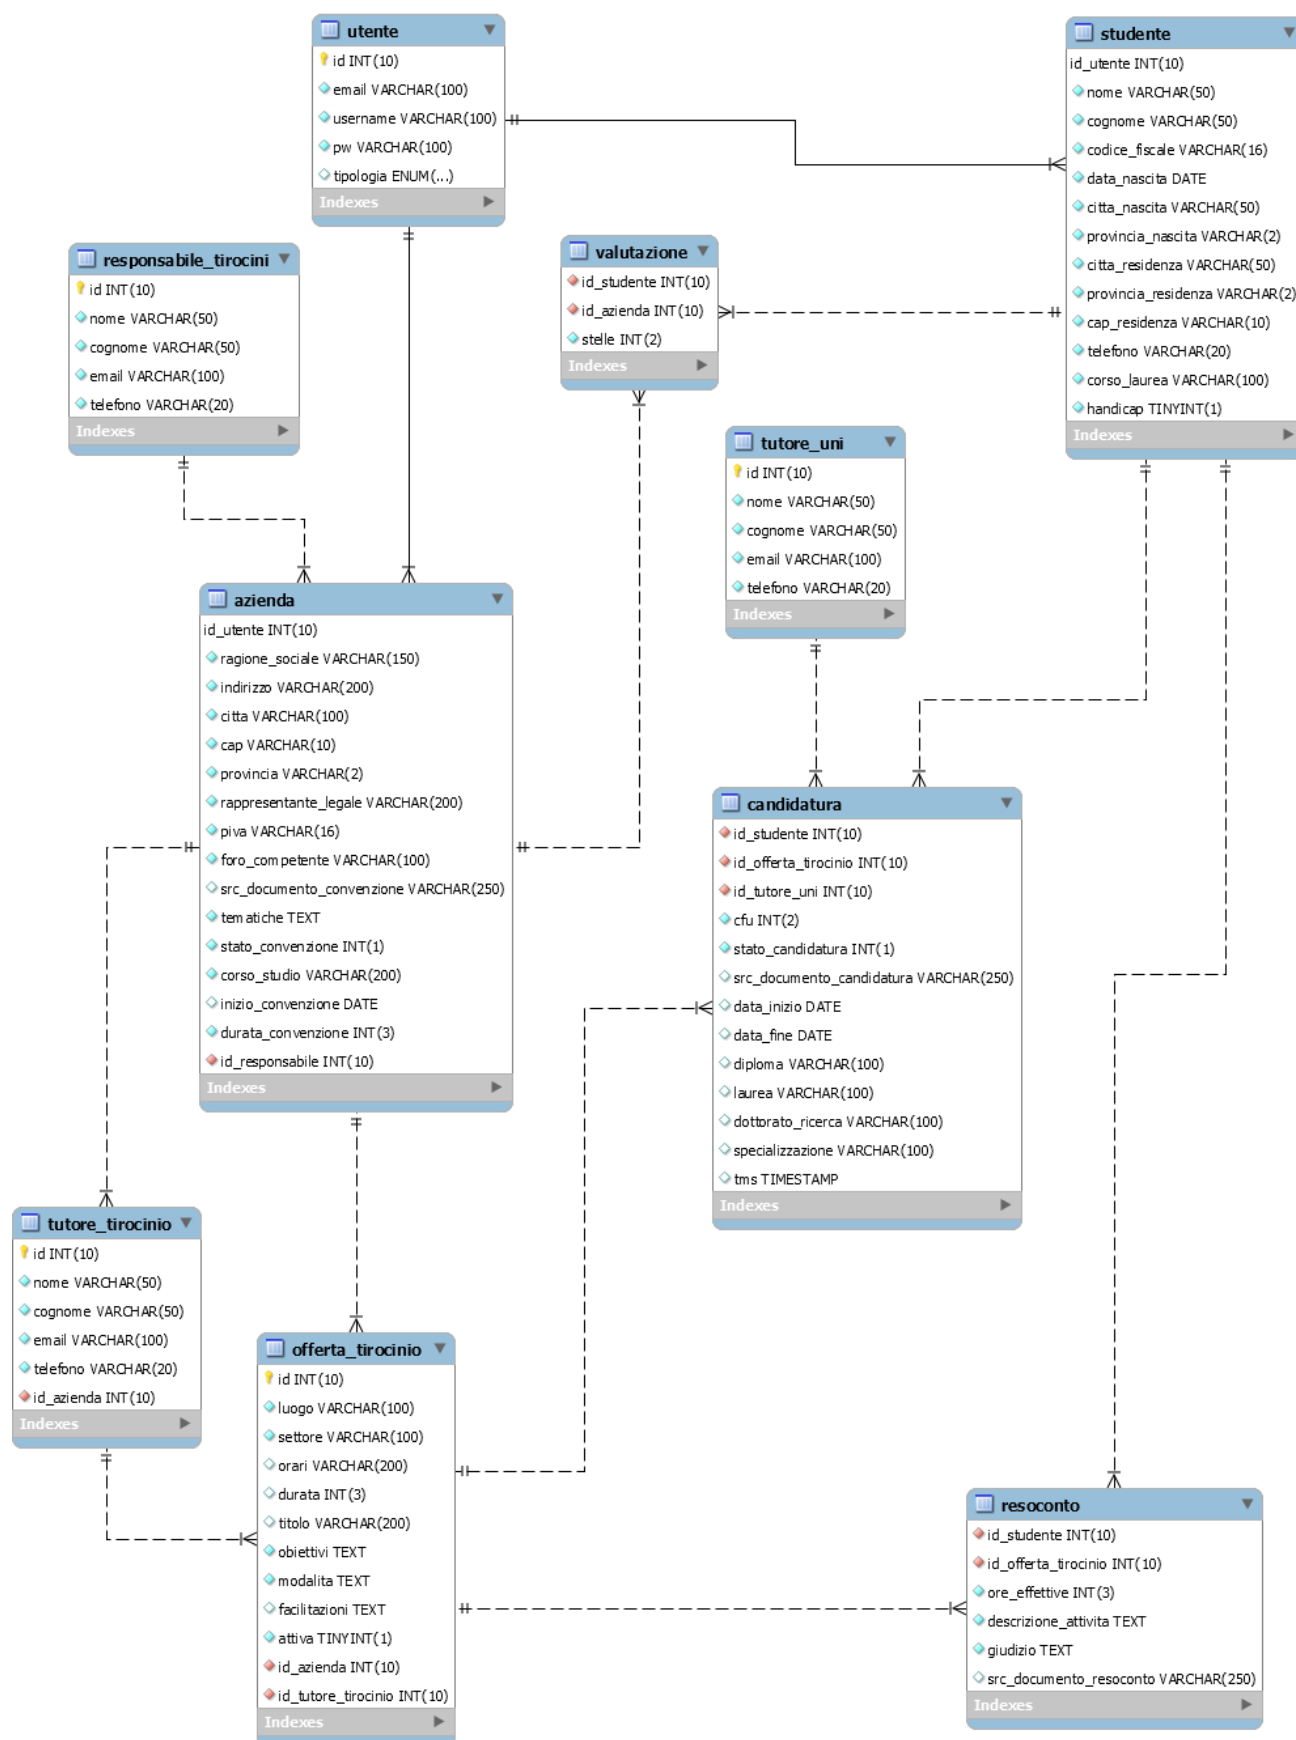 utente
id INT(10)
email VARCHAR(100)
username VARCHAR(100)
pw VARCHAR(100)
tipologia ENUM(...)
Indexes
studente
id_utente INT(10)
nome VARCHAR(50)
cognome VARCHAR(50)
codice_fiscale VARCHAR(16)
data_nascita DATE
citta_nascita VARCHAR(50)
provincia_nascita VARCHAR(2)
citta_residenza VARCHAR(50)
provincia_residenza VARCHAR(2)
cap_residenza VARCHAR(10)
telefono VARCHAR(20)
corso_laurea VARCHAR(100)
handicap TINYINT(1)
Indexes
responsabile_tirocini
id INT(10)
nome VARCHAR(50)
cognome VARCHAR(50)
email VARCHAR(100)
telefono VARCHAR(20)
Indexes
valutazione
id_studente INT(10)
id_azienda INT(10)
stelle INT(2)
Indexes
tutore_uni
id INT(10)
nome VARCHAR(50)
cognome VARCHAR(50)
email VARCHAR(100)
telefono VARCHAR(20)
Indexes
azienda
id_utente INT(10)
ragione_sociale VARCHAR(150)
indirizzo VARCHAR(200)
citta VARCHAR(100)
cap VARCHAR(10)
provincia VARCHAR(2)
rappresentante_legale VARCHAR(200)
piva VARCHAR(16)
foro_competente VARCHAR(100)
src_documento_convenzione VARCHAR(250)
tematiche TEXT
stato_convenzione INT(1)
corso_studio VARCHAR(200)
inizio_convenzione DATE
durata_convenzione INT(3)
id_responsabile INT(10)
Indexes
candidatura
id_studente INT(10)
id_offerta_tirocinio INT(10)
id_tutore_uni INT(10)
cfu INT(2)
stato_candidatura INT(1)
src_documento_candidatura VARCHAR(250)
data_inizio DATE
data_fine DATE
diploma VARCHAR(100)
laurea VARCHAR(100)
dottorato_ricerca VARCHAR(100)
specializzazione VARCHAR(100)
tms TIMESTAMP
Indexes
tutore_tirocinio
id INT(10)
nome VARCHAR(50)
cognome VARCHAR(50)
email VARCHAR(100)
telefono VARCHAR(20)
id_azienda INT(10)
Indexes
offerta_tirocinio
id INT(10)
luogo VARCHAR(100)
settore VARCHAR(100)
orari VARCHAR(200)
durata INT(3)
titolo VARCHAR(200)
obiettivi TEXT
modalita TEXT
facilitazioni TEXT
attiva TINYINT(1)
id_azienda INT(10)
id_tutore_tirocinio INT(10)
Indexes
resoconto
id_studente INT(10)
id_offerta_tirocinio INT(10)
ore_effettive INT(3)
descrizione_attivita TEXT
giudizio TEXT
src_documento_resoconto VARCHAR(250)
Indexes